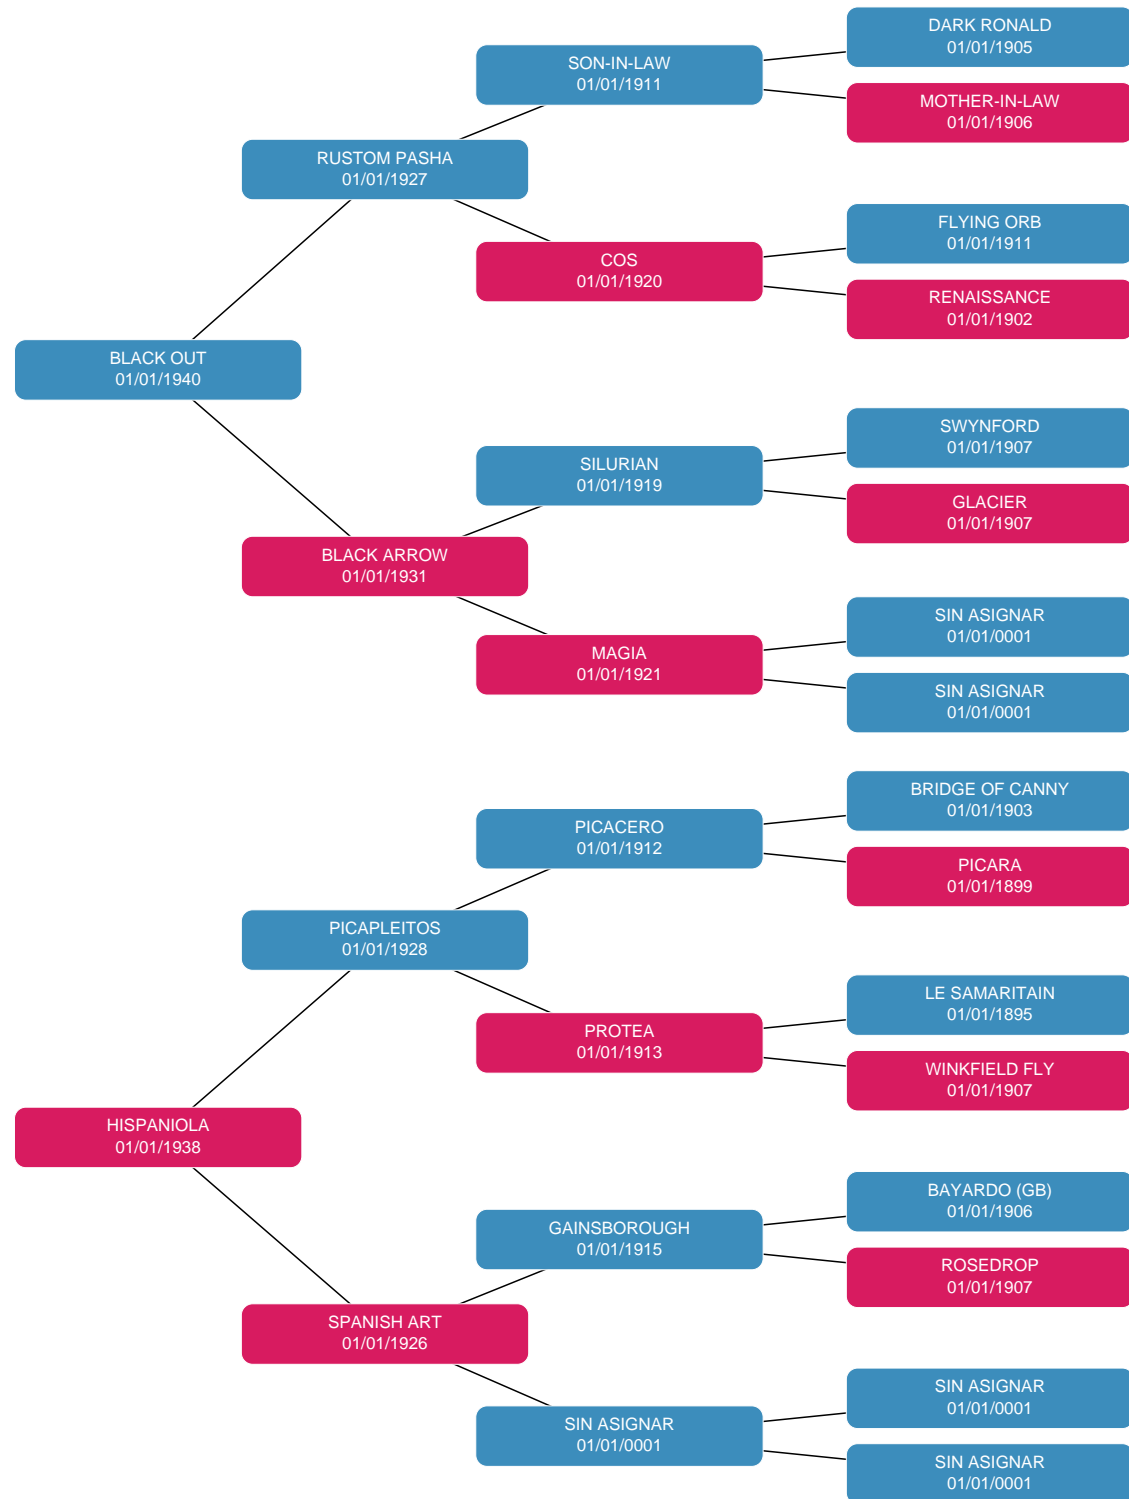 DARK RONALD
01/01/1905
SON-IN-LAW
01/01/1911
MOTHER-IN-LAW
01/01/1906
RUSTOM PASHA
01/01/1927
FLYING ORB
01/01/1911
COS
01/01/1920
RENAISSANCE
01/01/1902
BLACK OUT
01/01/1940
SWYNFORD
01/01/1907
SILURIAN
01/01/1919
GLACIER
01/01/1907
BLACK ARROW
01/01/1931
SIN ASIGNAR
01/01/0001
MAGIA
01/01/1921
SIN ASIGNAR
01/01/0001
BRIDGE OF CANNY
01/01/1903
PICACERO
01/01/1912
PICARA
01/01/1899
PICAPLEITOS
01/01/1928
LE SAMARITAIN
01/01/1895
PROTEA
01/01/1913
WINKFIELD FLY
01/01/1907
HISPANIOLA
01/01/1938
BAYARDO (GB)
01/01/1906
GAINSBOROUGH
01/01/1915
ROSEDROP
01/01/1907
SPANISH ART
01/01/1926
SIN ASIGNAR
01/01/0001
SIN ASIGNAR
01/01/0001
SIN ASIGNAR
01/01/0001